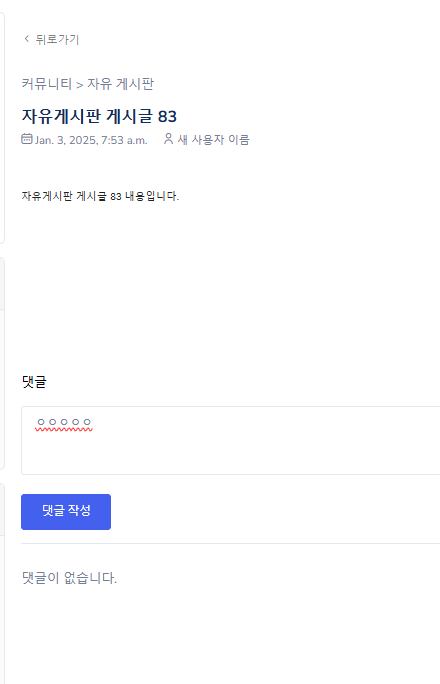 뒤로가기
커뮤니티 > 자유 게시판
자유게시판 게시글 83
Jan. 3, 2025, 7:53 a.m. 새 사용자 이름
자유게시판 게시글 83 내용입니다.
댓글
ㅇㅇㅇㅇㅇ
댓글 작성
댓글이 없습니다.